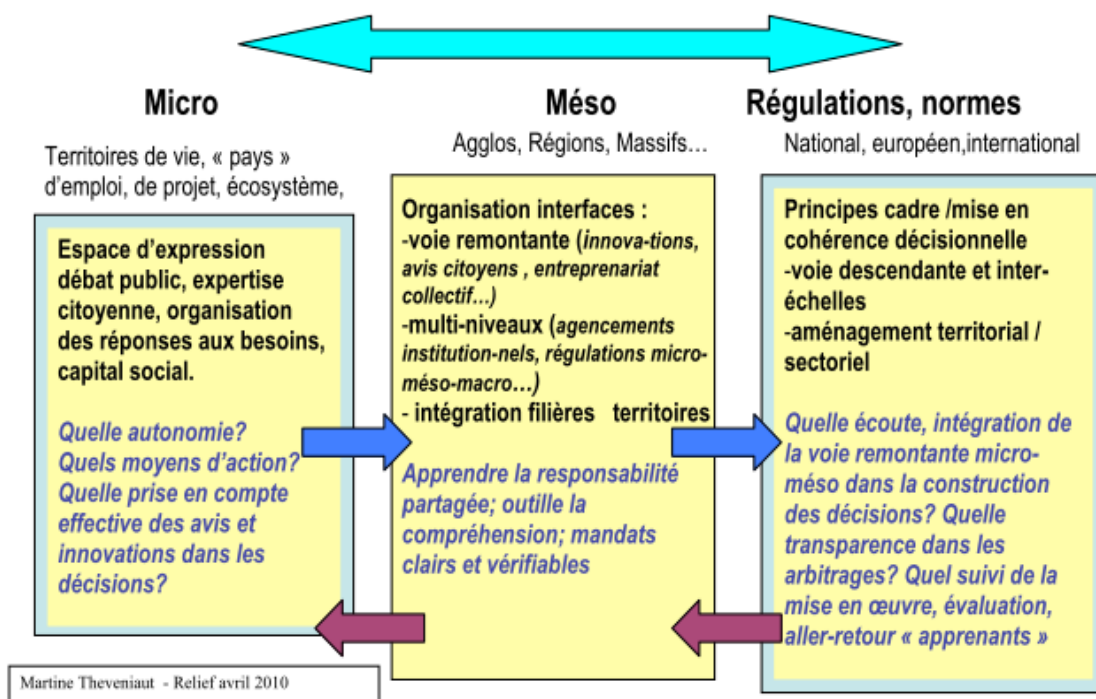 Micro
Territoires de vie, « pays »
d'emploi, de projet, écosystème,
Espace d'expression
débat public, expertise
citoyenne, organisation
des réponses aux besoins,
capital social.
Quelle autonomie?
Quels moyens d'action?
Quelle prise en compte
effective des avis et
innovations dans les
décisions?
Méso
Agglos, Régions, Massifs…
Organisation interfaces :
-voie remontante (innova-tions,
avis citoyens , entreprenariat
collectif…)
-multi-niveaux (agencements
institution-nels, régulations micro-
méso-macro…)
- intégration filières territoires
Apprendre la responsabilité
partagée; outille la
compréhension; mandats
clairs et vérifiables
Régulations, normes
National, européen,international
Principes cadre /mise en
cohérence décisionnelle
-voie descendante et inter-
échelles
-aménagement territorial /
sectoriel
Quelle écoute, intégration de
la voie remontante micro-
méso dans la construction
des décisions? Quelle
transparence dans les
arbitrages? Quel suivi de la
mise en œuvre, évaluation,
aller-retour « apprenants »
Martine Theveniaut - Relief avril 2010